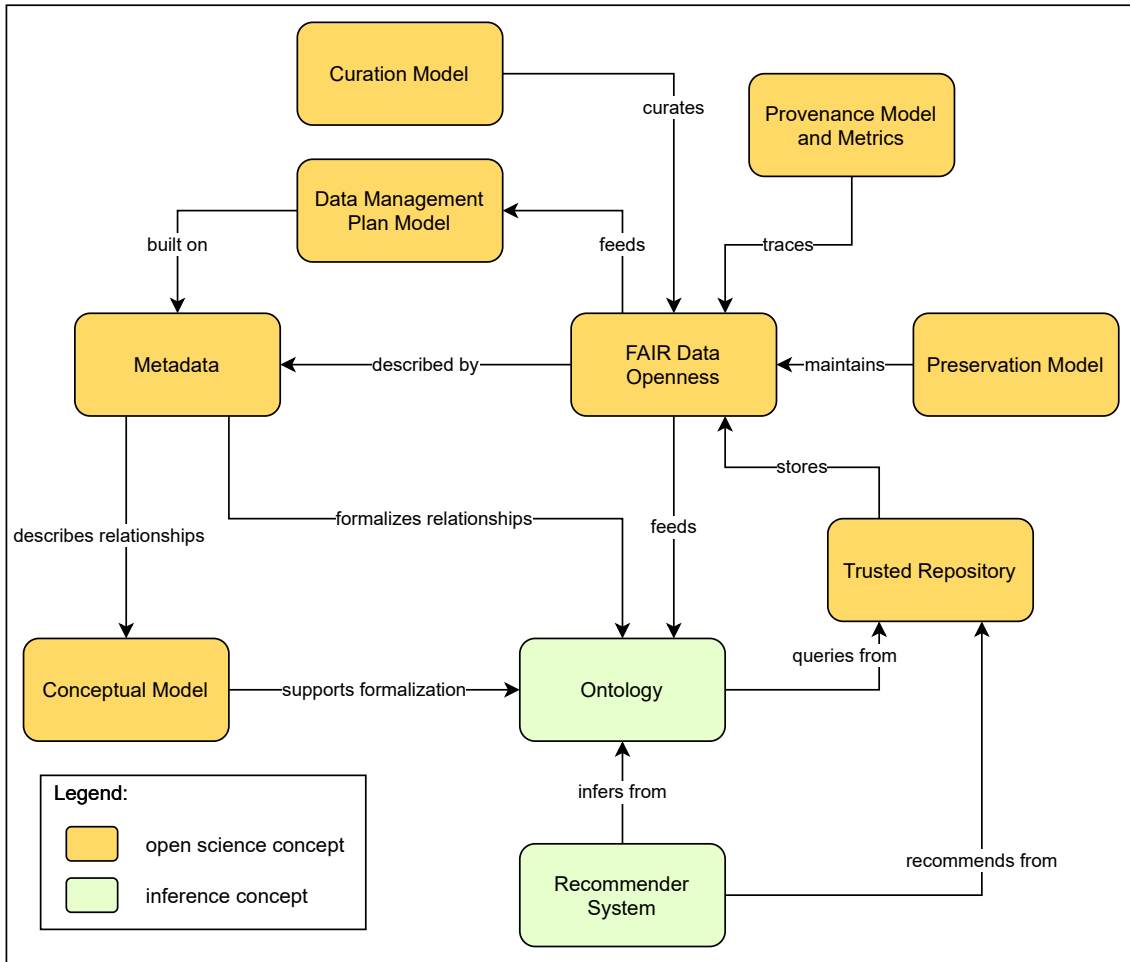 Curation Model
curates
Provenance Model
and Metrics
Data Management
Plan Model
built on
feeds
traces
Metadata
described by
FAIR Data
Openness
maintains
Preservation Model
stores
describes relationships
formalizes relationships
feeds
Trusted Repository
queries from
Conceptual Model
supports formalization
Ontology
infers from
Legend:
open science concept
inference concept
Recommender
System
recommends from